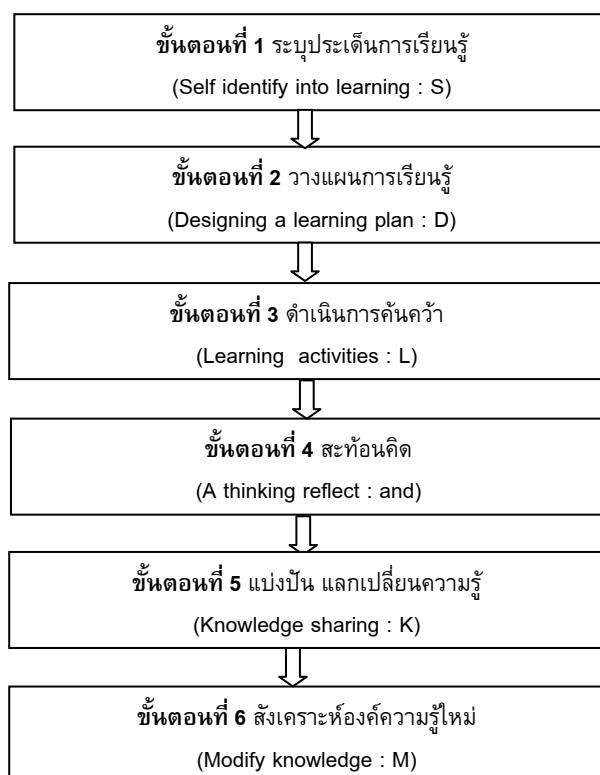 ขั้นตอนที่ 1 ระบุประเด็นการเรียนรู้
(Self identify into learning : S)
ขั้นตอนที่ 2 วางแผนการเรียนรู้
(Designing a learning plan : D)
ขั้นตอนที่ 3 ดำเนินการค้นคว้า
(Learning activities : L)
ขั้นตอนที่ 4 สะท้อนคิด
(A thinking reflect : and)
ขั้นตอนที่ 5 แบ่งปัน แลกเปลี่ยนความรู้
(Knowledge sharing : K)
ขั้นตอนที่ 6 สังเคราะห์องค์ความรู้ใหม่
(Modify knowledge : M)